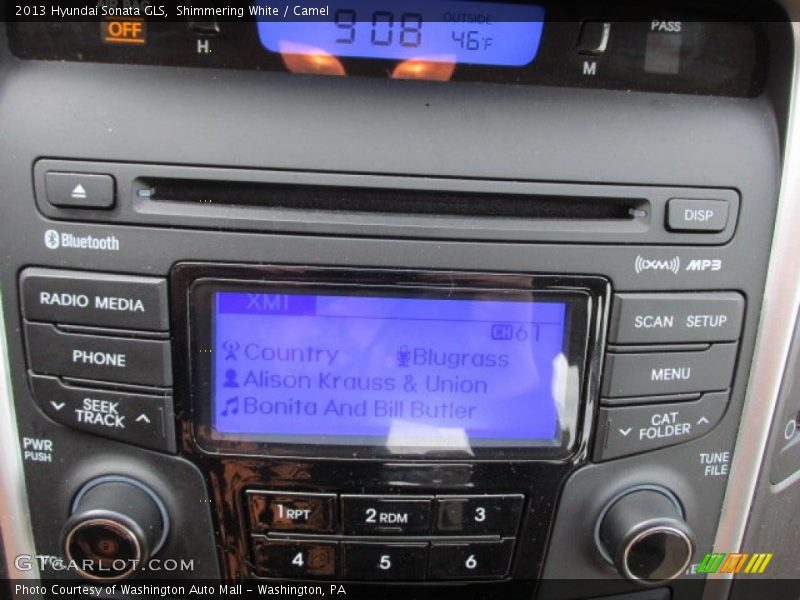 2013 Hyundai Sonata GLS, Shimmering White / Camel
OFF
H
9 08
OUTSIDE
46°F
M
PASS
DISP
Bluetooth
((XM)) MP3
RADIO MEDIA
PHONE
SEEK
TRACK
PWR
PUSH
XM1
CH 61
Country
Blugrass
Alison Krauss & Union
Bonita And Bill Butler
SCAN SETUP
MENU
CAT
FOLDER
TUNE
FILE
1 RPT
2 RDM
3
4
5
6
GTCARLOT.COM
Photo Courtesy of Washington Auto Mall - Washington, PA